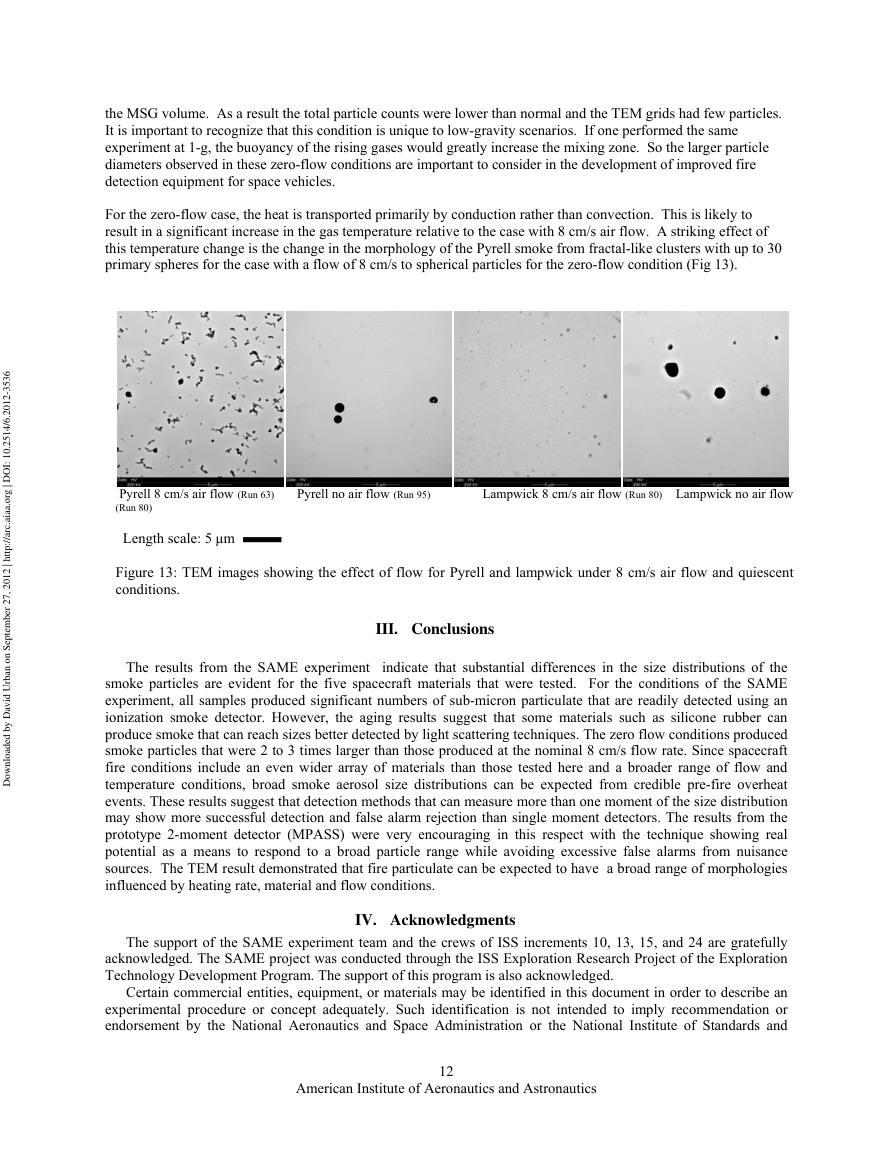 the MSG volume.  As a result the total particle counts were lower than normal and the TEM grids had few particles.
It is important to recognize that this condition is unique to low-gravity scenarios.  If one performed the same
experiment at 1-g, the buoyancy of the rising gases would greatly increase the mixing zone.  So the larger particle
diameters observed in these zero-flow conditions are important to consider in the development of improved fire
detection equipment for space vehicles.
For the zero-flow case, the heat is transported primarily by conduction rather than convection.  This is likely to
result in a significant increase in the gas temperature relative to the case with 8 cm/s air flow.  A striking effect of
this temperature change is the change in the morphology of the Pyrell smoke from fractal-like clusters with up to 30
primary spheres for the case with a flow of 8 cm/s to spherical particles for the zero-flow condition (Fig 13).
Pyrell 8 cm/s air flow (Run 63) Pyrell no air flow (Run 95) Lampwick 8 cm/s air flow (Run 80) Lampwick no air flow
(Run 80)
Length scale: 5 μm
Figure 13: TEM images showing the effect of flow for Pyrell and lampwick under 8 cm/s air flow and quiescent
conditions.
III. Conclusions
The results from the SAME experiment  indicate that substantial differences in the size distributions of the
smoke particles are evident for the five spacecraft materials that were tested.  For the conditions of the SAME
experiment, all samples produced significant numbers of sub-micron particulate that are readily detected using an
ionization smoke detector. However, the aging results suggest that some materials such as silicone rubber can
produce smoke that can reach sizes better detected by light scattering techniques. The zero flow conditions produced
smoke particles that were 2 to 3 times larger than those produced at the nominal 8 cm/s flow rate. Since spacecraft
fire conditions include an even wider array of materials than those tested here and a broader range of flow and
temperature conditions, broad smoke aerosol size distributions can be expected from credible pre-fire overheat
events. These results suggest that detection methods that can measure more than one moment of the size distribution
may show more successful detection and false alarm rejection than single moment detectors. The results from the
prototype 2-moment detector (MPASS) were very encouraging in this respect with the technique showing real
potential as a means to respond to a broad particle range while avoiding excessive false alarms from nuisance
sources.  The TEM result demonstrated that fire particulate can be expected to have  a broad range of morphologies
influenced by heating rate, material and flow conditions.
IV. Acknowledgments
The support of the SAME experiment team and the crews of ISS increments 10, 13, 15, and 24 are gratefully
acknowledged. The SAME project was conducted through the ISS Exploration Research Project of the Exploration
Technology Development Program. The support of this program is also acknowledged.
Certain commercial entities, equipment, or materials may be identified in this document in order to describe an
experimental procedure or concept adequately. Such identification is not intended to imply recommendation or
endorsement by the National Aeronautics and Space Administration or the National Institute of Standards and
12
American Institute of Aeronautics and Astronautics
Downloaded by David Urban on September 27, 2012 | http://arc.aiaa.org | DOI: 10.2514/6.2012-3536